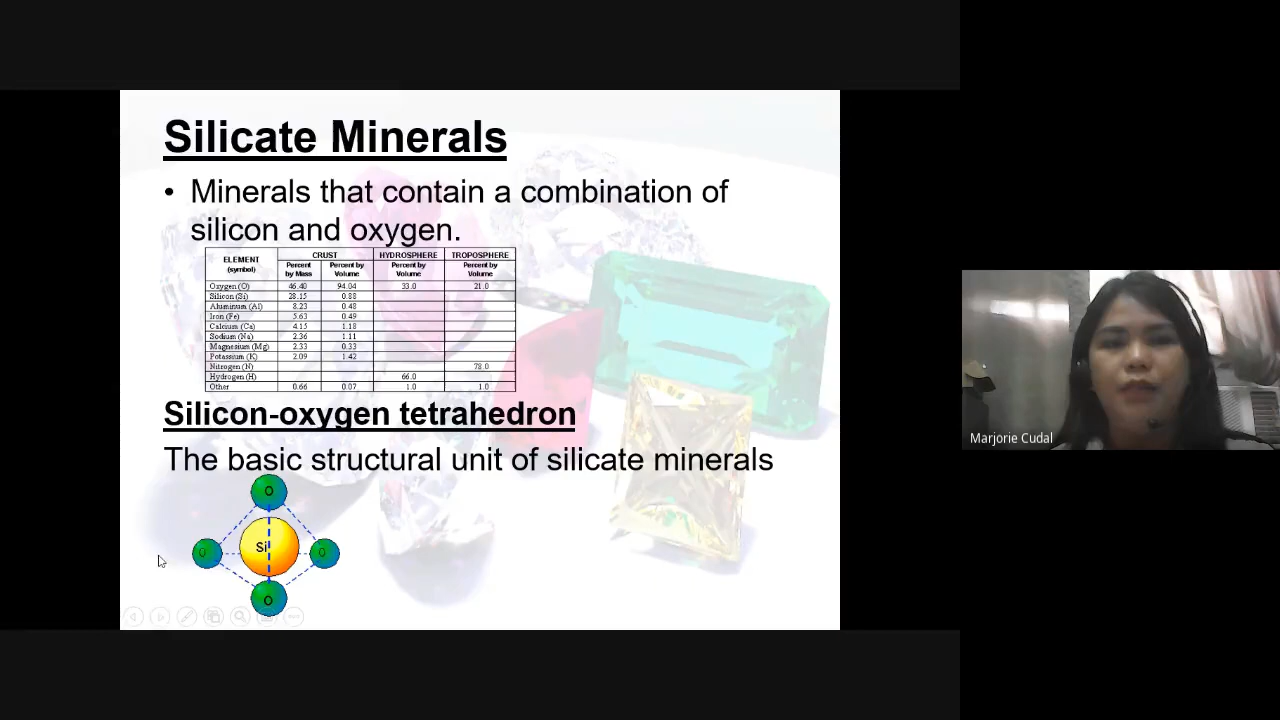 Silicate Minerals
• Minerals that contain a combination of
silicon and oxygen.
ELEMENT (symbol) CRUST HYDROSPHERE TROPOSPHERE
Percent by Mass Percent by Volume Percent by Volume Percent by Volume
Oxygen (O) 46.40 94.04 33.0 21.0
Silicon (Si) 28.15 0.88
Aluminum (Al) 8.23 0.48
Iron (Fe) 5.63 0.49
Calcium (Ca) 4.15 1.18
Sodium (Na) 2.36 1.11
Magnesium (Mg) 2.33 0.33
Potassium (K) 2.09 1.42
Nitrogen (N) 78.0
Hydrogen (H) 66.0
Other 0.66 0.07 1.0 1.0
Silicon-oxygen tetrahedron
The basic structural unit of silicate minerals
O
O Si O
O
Marjorie Cudal